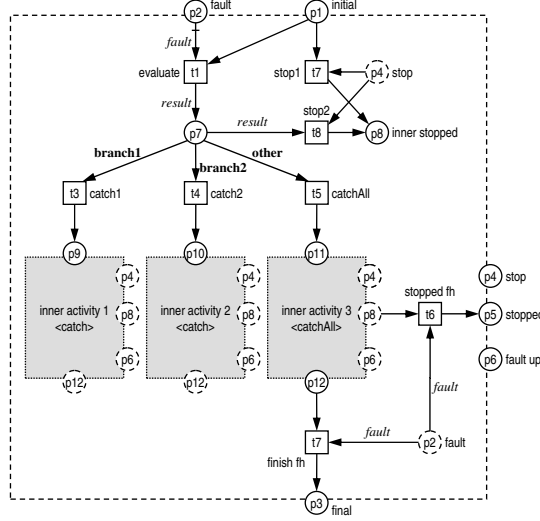 p2 fault p1 initial
fault
evaluate t1 stop1 t7 p4 stop
result stop2
p7 result t8 p8 inner stopped
branch1 branch2 other
t3 catch1 t4 catch2 t5 catchAll
p9 p10 p11
p4 p4 p4 p4 stop
stopped fh
inner activity 1 inner activity 2 inner activity 3
<catch> <catch> <catchAll>
p8 p8 p8 t6 p5 stopped
p6 p6 p6 p6 fault up
p12 p12 p12
fault
t7 fault p2 fault
finish fh
p3 final